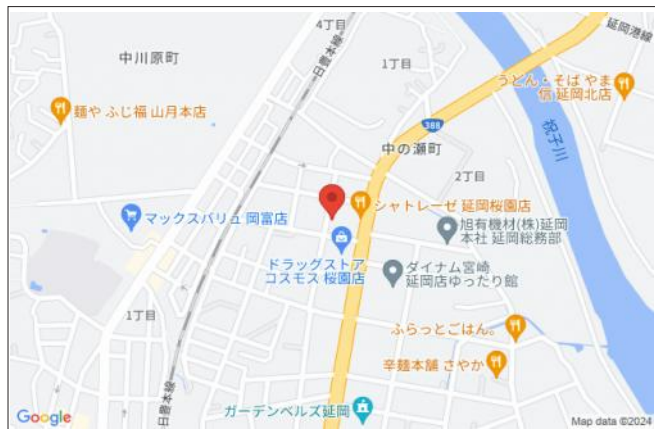 4丁目
日豊本線
延岡港線
中川原町
1丁目
うどん・そば やま
信 延岡北店
麺や ふじ福 山月本店
388
祝子川
中の瀬町
2丁目
シャトレーゼ 延岡桜園店
マックスバリュ 岡富店
旭有機材(株)延岡
本社 延岡総務部
ドラッグストア
コスモス 桜園店
ダイナム宮崎
延岡店ゆったり館
1丁目
ふらっとごはん。
辛麺本舗 さやか
日豊本線
ガーデンベルズ延岡
Google
Map data ©2024